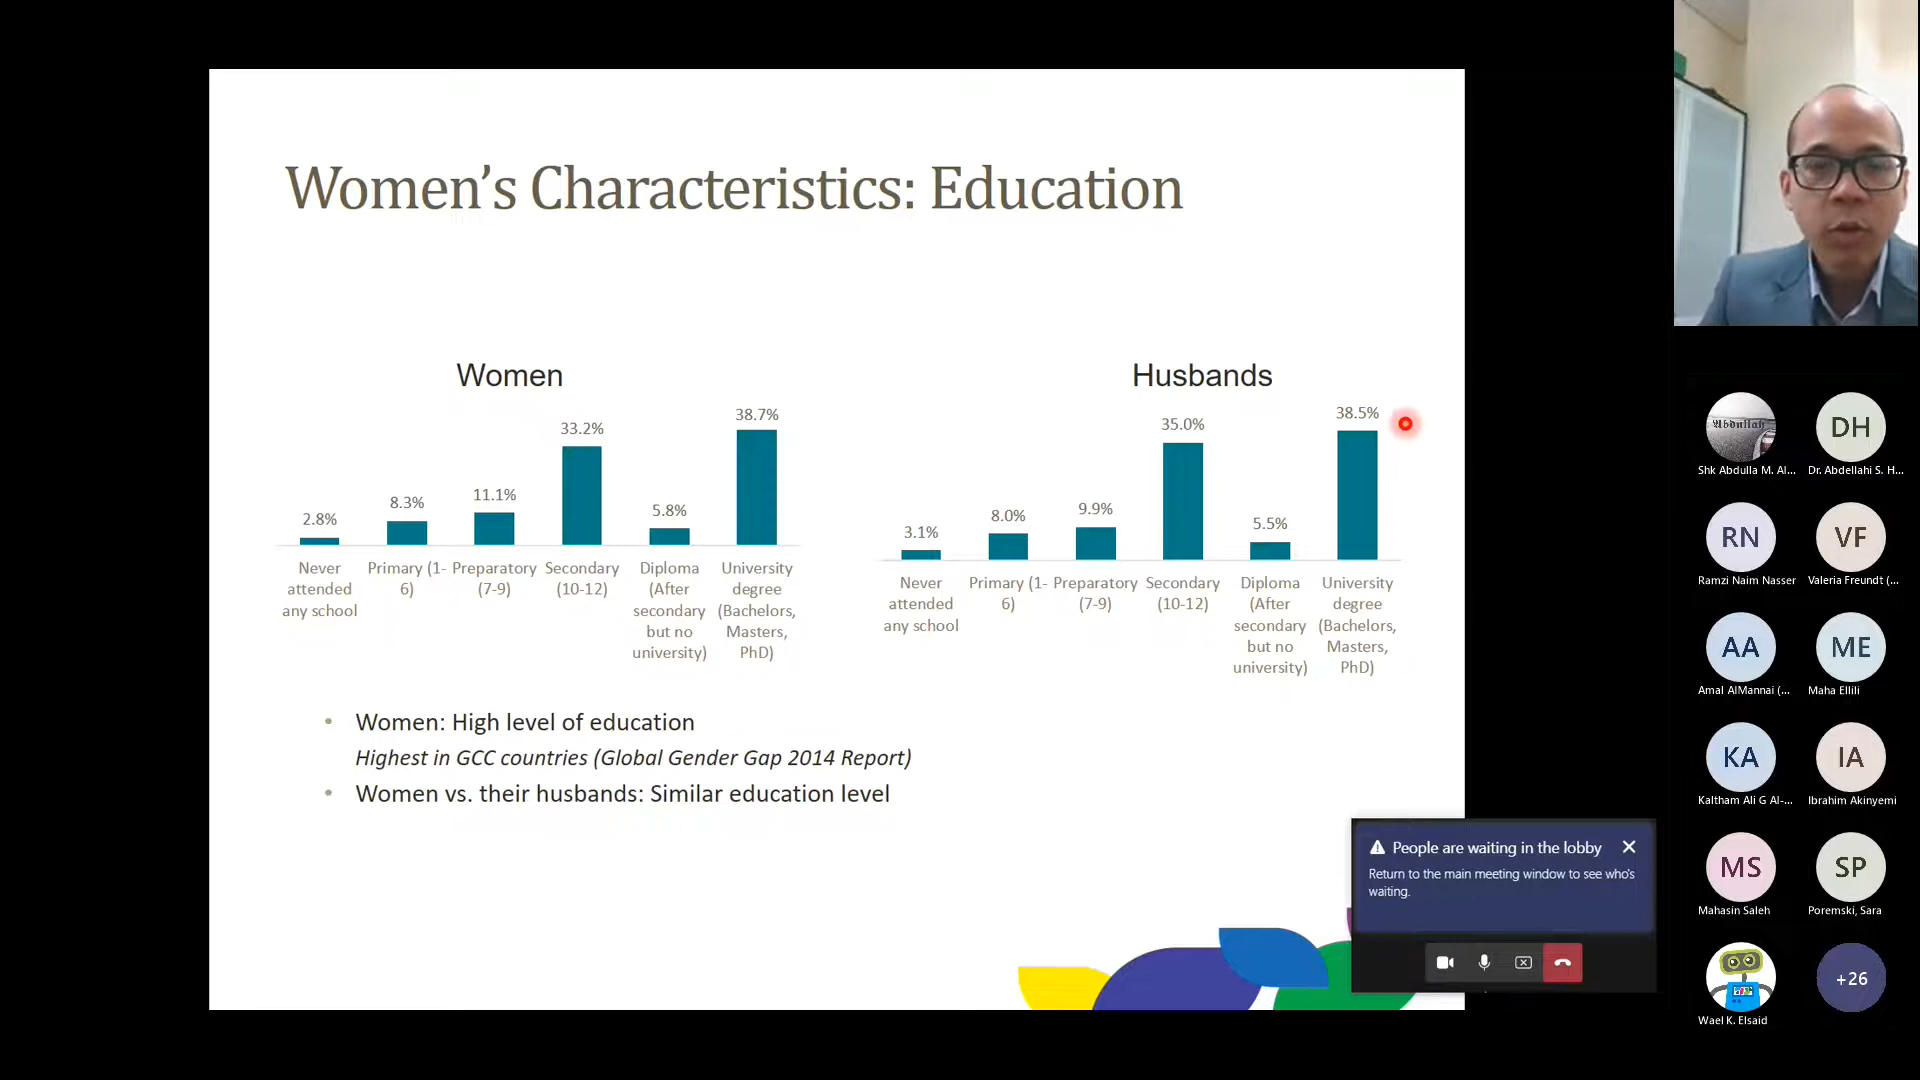 Women's Characteristics: Education
Women
2.8%
8.3%
11.1%
33.2%
5.8%
38.7%
Never
attended
any school
Primary (1-
6)
Preparatory
(7-9)
Secondary
(10-12)
Diploma
(After
secondary
but no
university)
University
degree
(Bachelors,
Masters,
PhD)
Husbands
3.1%
8.0%
9.9%
35.0%
5.5%
38.5%
Never
attended
any school
Primary (1-
6)
Preparatory
(7-9)
Secondary
(10-12)
Diploma
(After
secondary
but no
university)
University
degree
(Bachelors,
Masters,
PhD)
• Women: High level of education
Highest in GCC countries (Global Gender Gap 2014 Report)
• Women vs. their husbands: Similar education level
People are waiting in the lobby
Return to the main meeting window to see who's
waiting.
Abdullah
Shk Abdulla M. Al...
DH
Dr. Abdellahi S. H...
RN
Ramzi Naim Nasser
VF
Valeria Freundt (...
AA
Amal AlMannai (...
ME
Maha Ellili
KA
Kaltham Ali G Al-...
IA
Ibrahim Akinyemi
MS
Mahasin Saleh
SP
Poremski, Sara
Wael K. Elsaid
+26